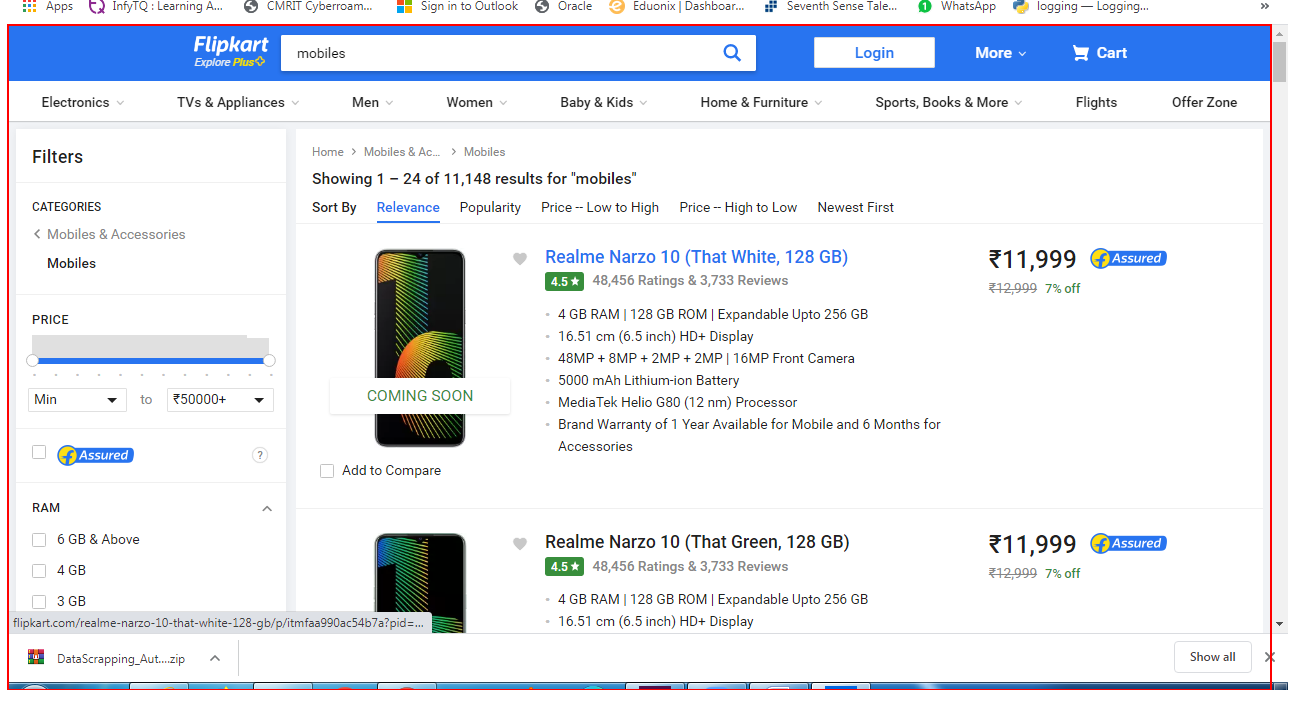 Apps InfyTQ : Learning A... CMRIT Cyberroam... Sign in to Outlook Oracle Eduonix | Dashboar... Seventh Sense Tale... 1 WhatsApp logging — Logging... »
Flipkart
Explore Plus
mobiles
Login
More
Cart
Electronics TVs & Appliances Men Women Baby & Kids Home & Furniture Sports, Books & More Flights Offer Zone
Filters
CATEGORIES
Mobiles & Accessories
Mobiles
PRICE
Min to ₹50000+
Assured ?
RAM
6 GB & Above
4 GB
3 GB
Home > Mobiles & Ac... > Mobiles
Showing 1 – 24 of 11,148 results for "mobiles"
Sort By Relevance Popularity Price -- Low to High Price -- High to Low Newest First
COMING SOON
Add to Compare
Realme Narzo 10 (That White, 128 GB)
4.5★ 48,456 Ratings & 3,733 Reviews
4 GB RAM | 128 GB ROM | Expandable Upto 256 GB
16.51 cm (6.5 inch) HD+ Display
48MP + 8MP + 2MP + 2MP | 16MP Front Camera
5000 mAh Lithium-ion Battery
MediaTek Helio G80 (12 nm) Processor
Brand Warranty of 1 Year Available for Mobile and 6 Months for
Accessories
₹11,999 Assured
₹12,999 7% off
Realme Narzo 10 (That Green, 128 GB)
4.5★ 48,456 Ratings & 3,733 Reviews
4 GB RAM | 128 GB ROM | Expandable Upto 256 GB
16.51 cm (6.5 inch) HD+ Display
₹11,999 Assured
₹12,999 7% off
flipkart.com/realme-narzo-10-that-white-128-gb/p/itmfaa990ac54b7a?pid=...
DataScrapping_Aut....zip
Show all